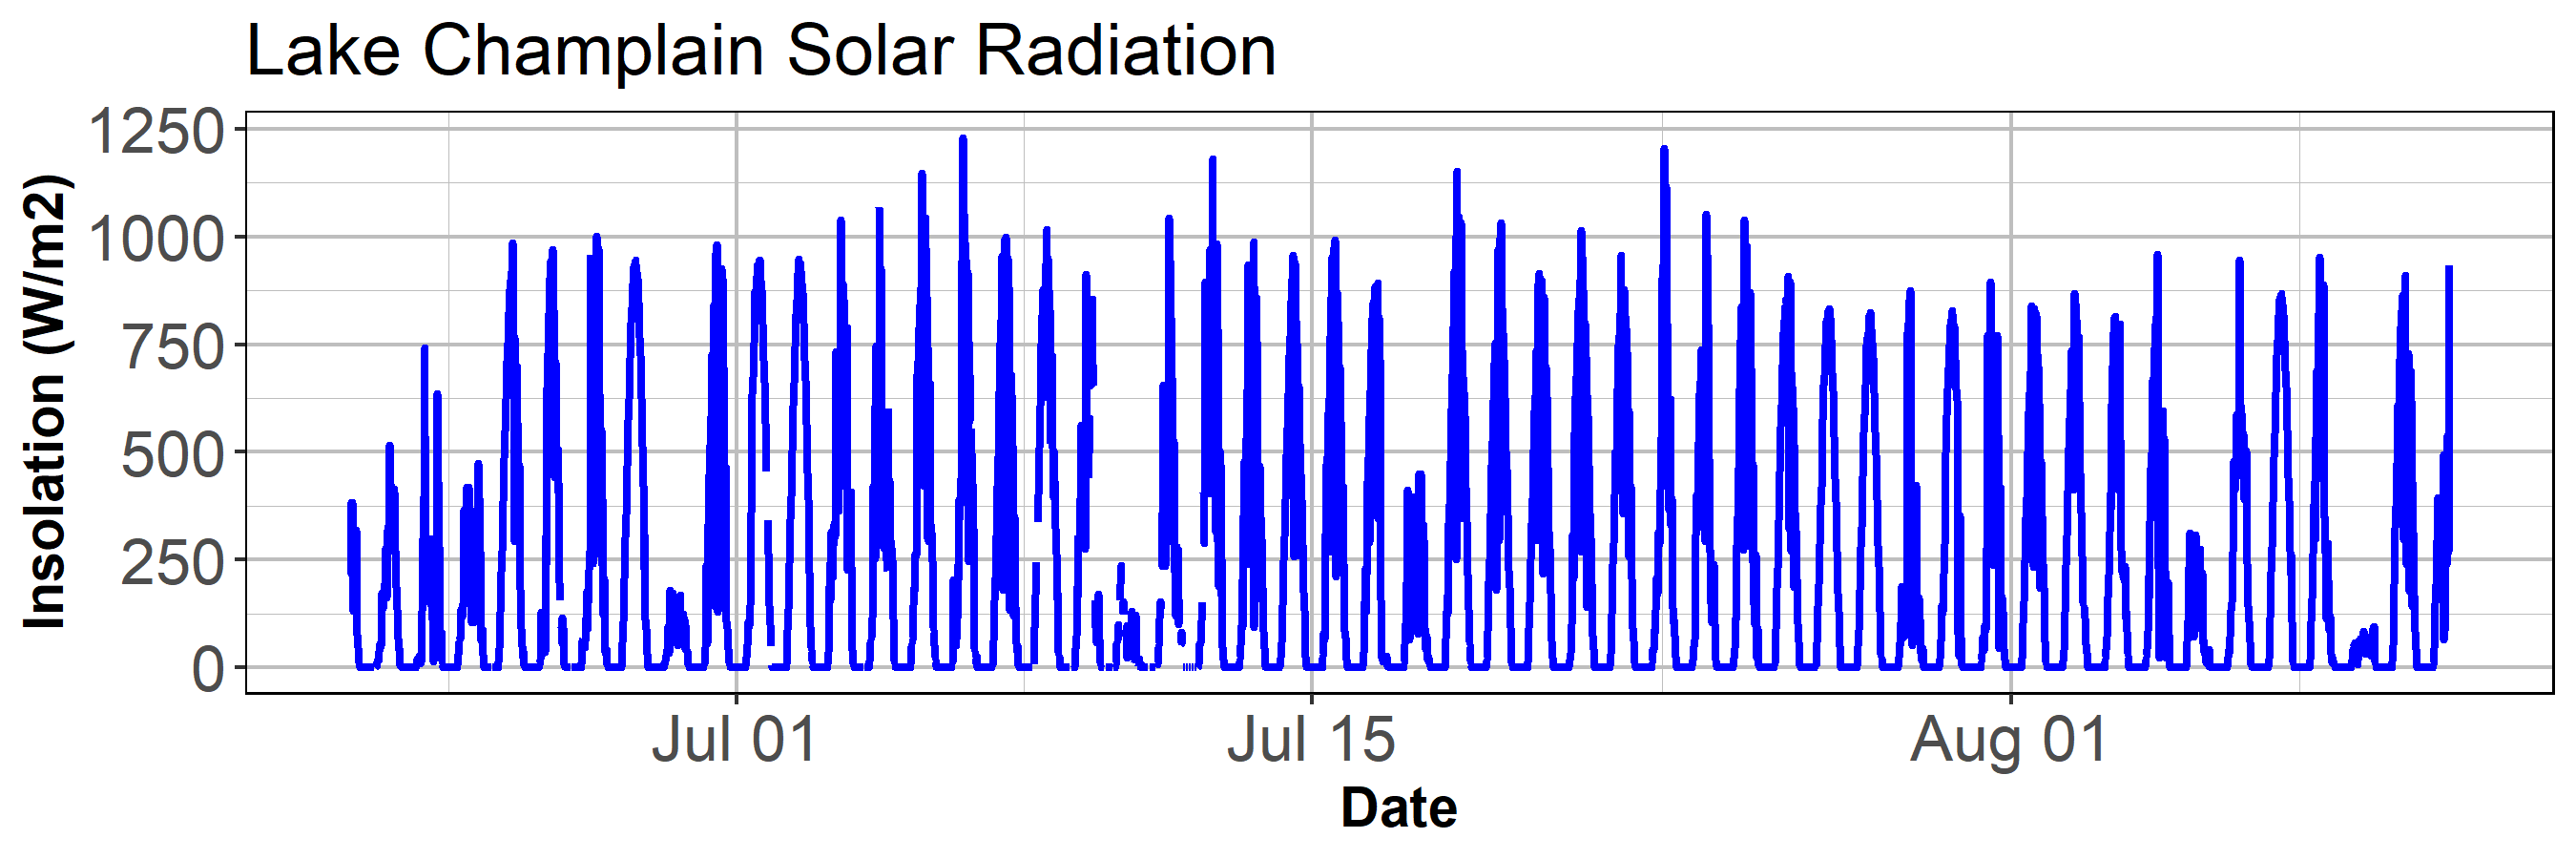 Lake Champlain Solar Radiation
Insolation (W/m2)
1250
1000
750
500
250
0
Jul 01 Jul 15 Aug 01
Date